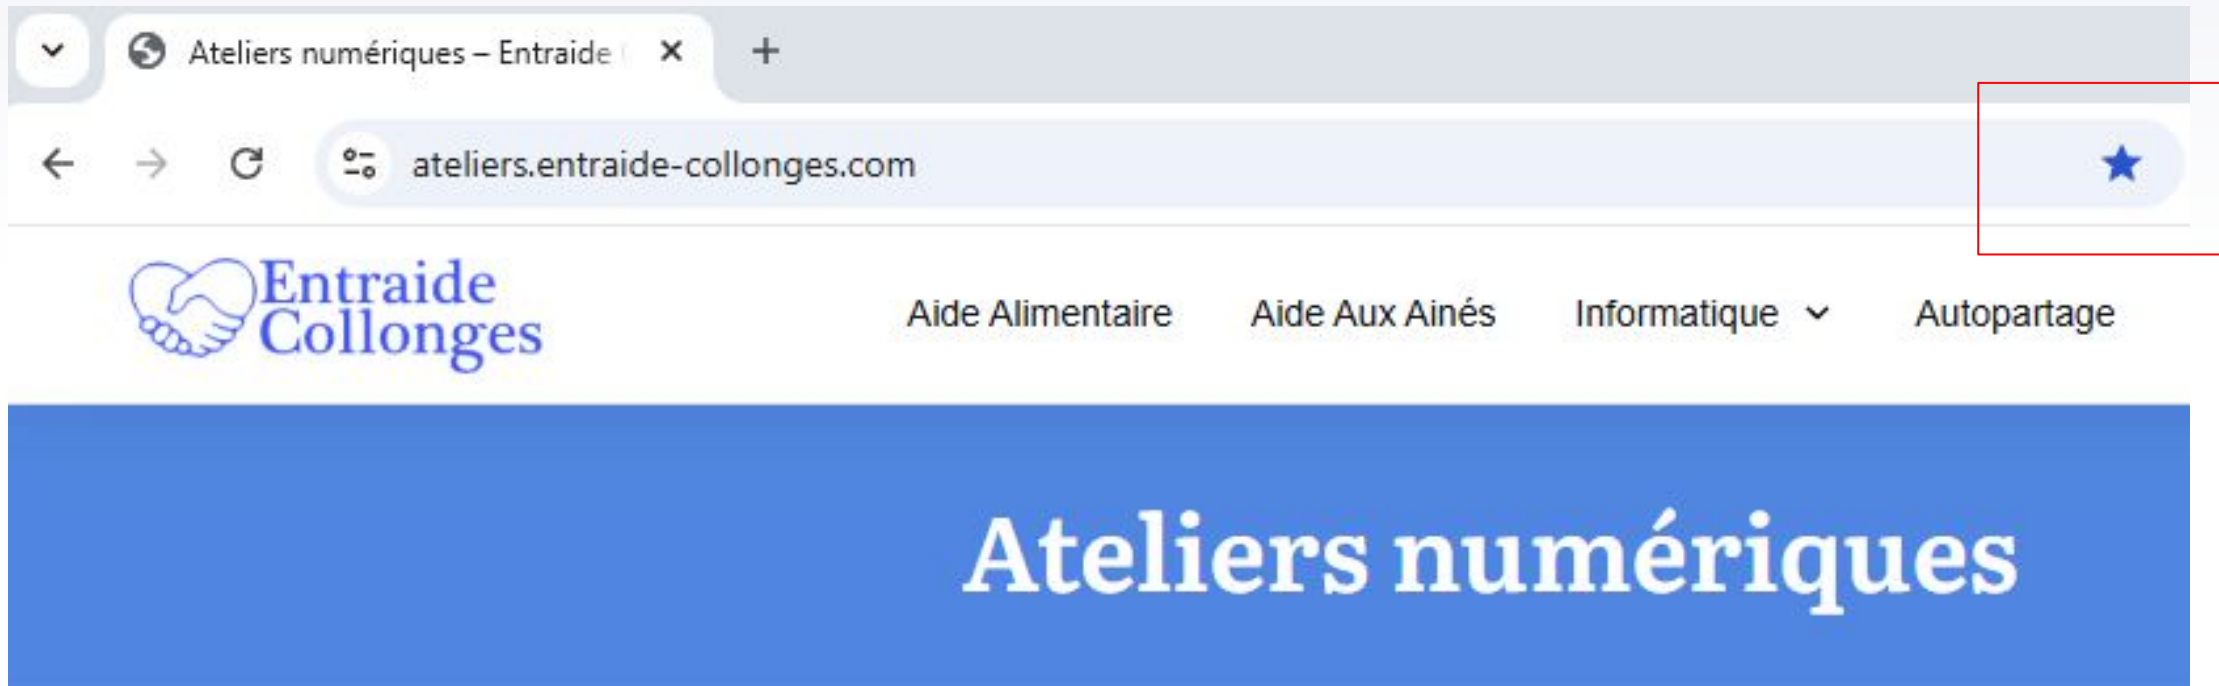 Ateliers numériques – Entraide
ateliers.entraide-collonges.com
Entraide
Collonges
Aide Alimentaire Aide Aux Ainés Informatique Autopartage
Ateliers numériques